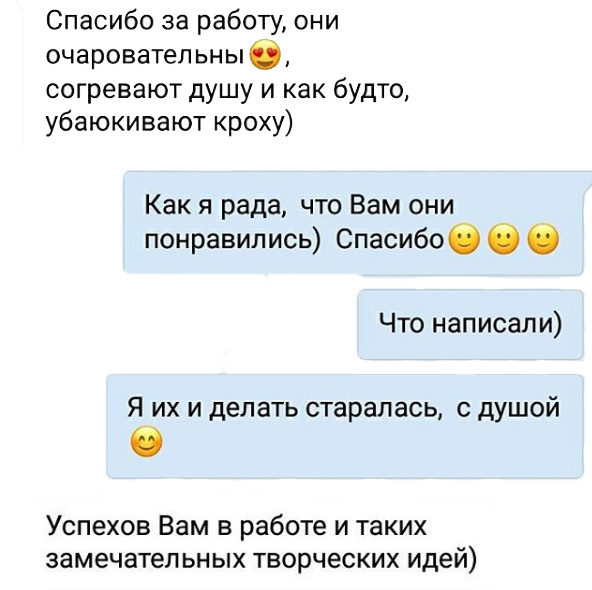 Спасибо за работу, они
очаровательны😍,
согревают душу и как будто,
убаюкивают кроху)
Как я рада, что Вам они
понравились) Спасибо🙂🙂🙂
Что написали)
Я их и делать старалась, с душой
😊
Успехов Вам в работе и таких
замечательных творческих идей)